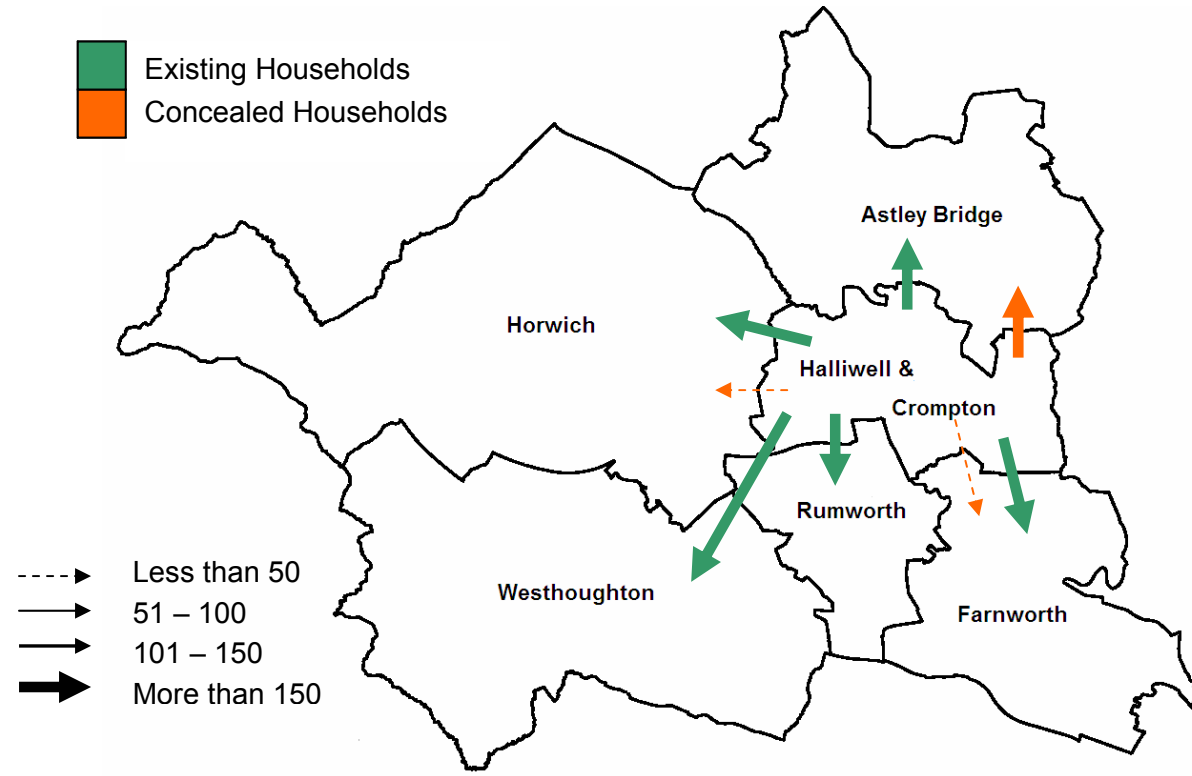 Existing Households
Concealed Households
Astley Bridge
Horwich
Halliwell &
Crompton
Rumworth
Westhoughton
Farnworth
Less than 50
51 – 100
101 – 150
More than 150